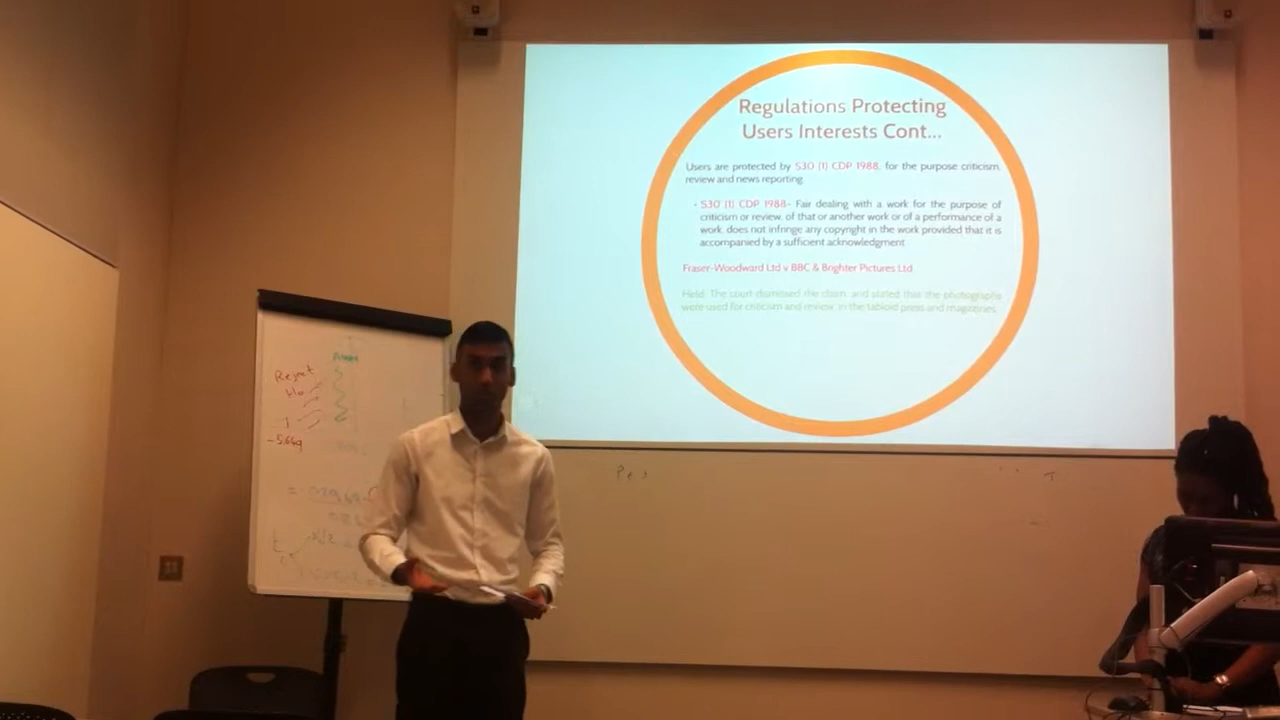 Regulations Protecting
Users Interests Cont...
Users are protected by S30 (1) CDP 1988, for the purpose criticism,
review and news reporting.
• S30 (1) CDP 1988- Fair dealing with a work for the purpose of
criticism or review, of that or another work or of a performance of a
work, does not infringe any copyright in the work provided that it is
accompanied by a sufficient acknowledgment
Fraser-Woodward Ltd v BBC & Brighter Pictures Ltd
Held: The court dismissed the claim, and stated that the photographs
were used for criticism and review, in the tabloid press and magazines.
Reject
Ho